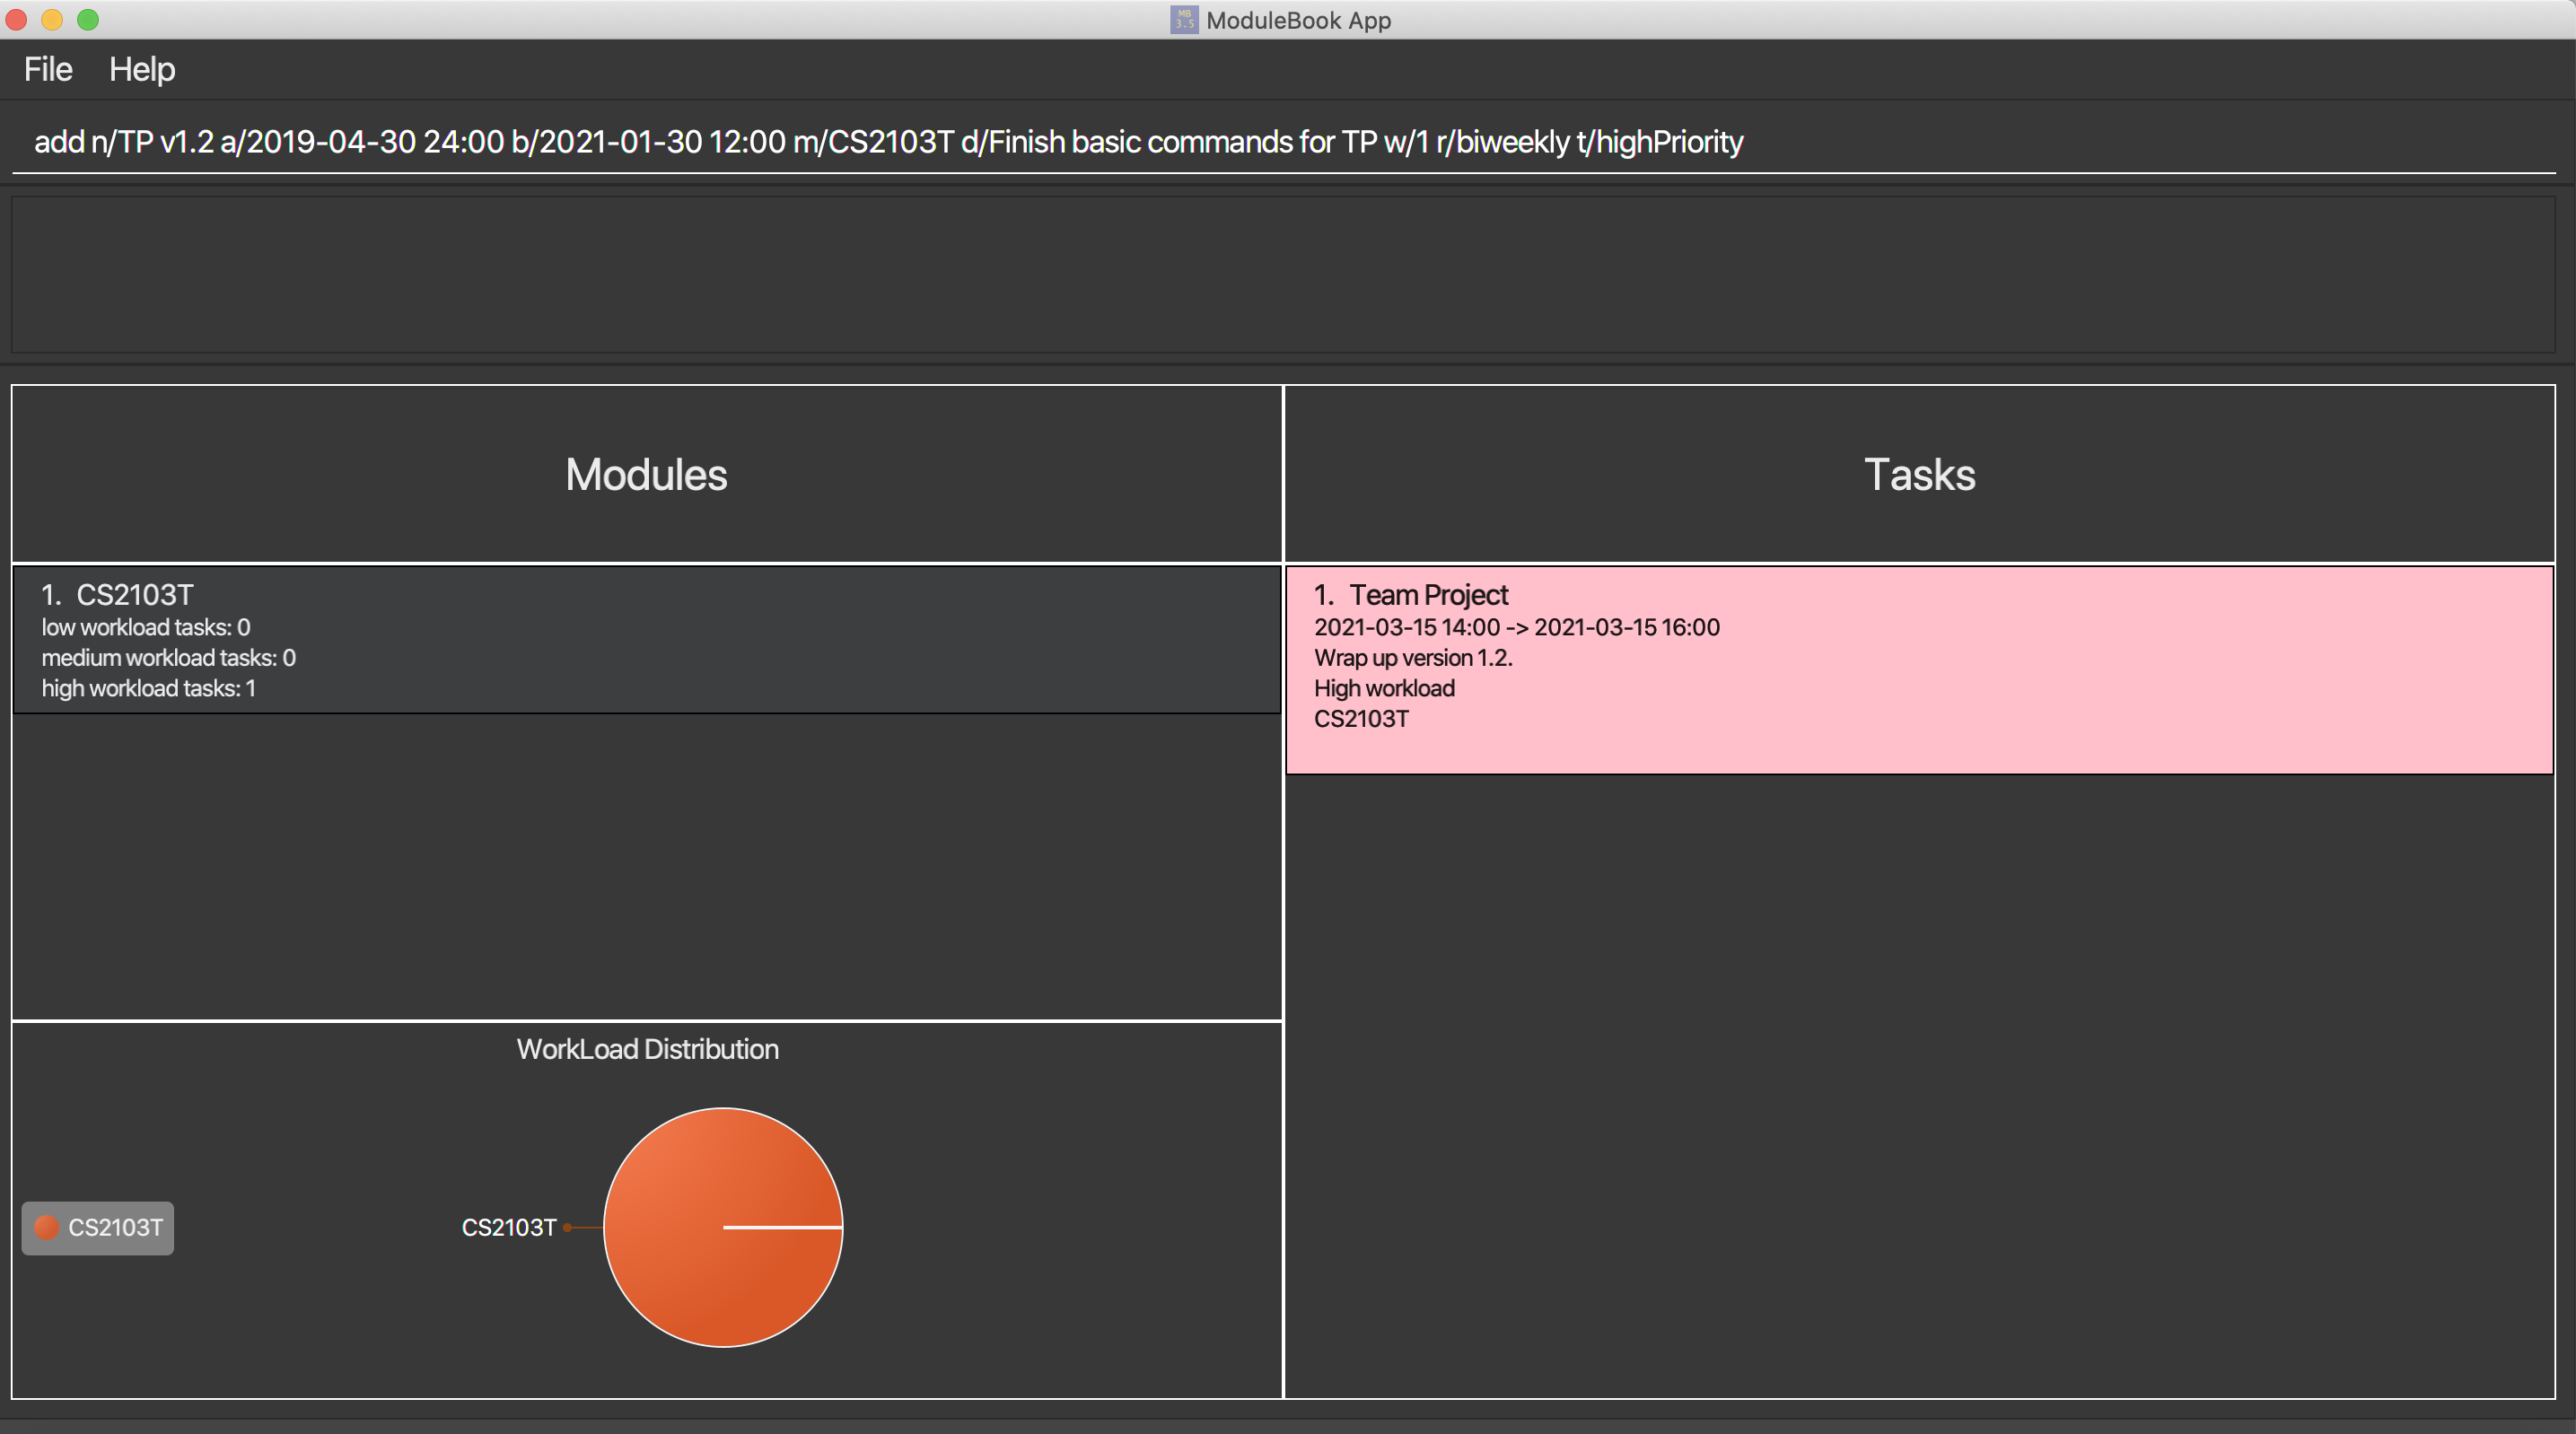 MB
3.5
ModuleBook App
File Help
add n/TP v1.2 a/2019-04-30 24:00 b/2021-01-30 12:00 m/CS2103T d/Finish basic commands for TP w/1 r/biweekly t/highPriority
Modules
Tasks
1. CS2103T
low workload tasks: 0
medium workload tasks: 0
high workload tasks: 1
1. Team Project
2021-03-15 14:00 -> 2021-03-15 16:00
Wrap up version 1.2.
High workload
CS2103T
WorkLoad Distribution
CS2103T
CS2103T